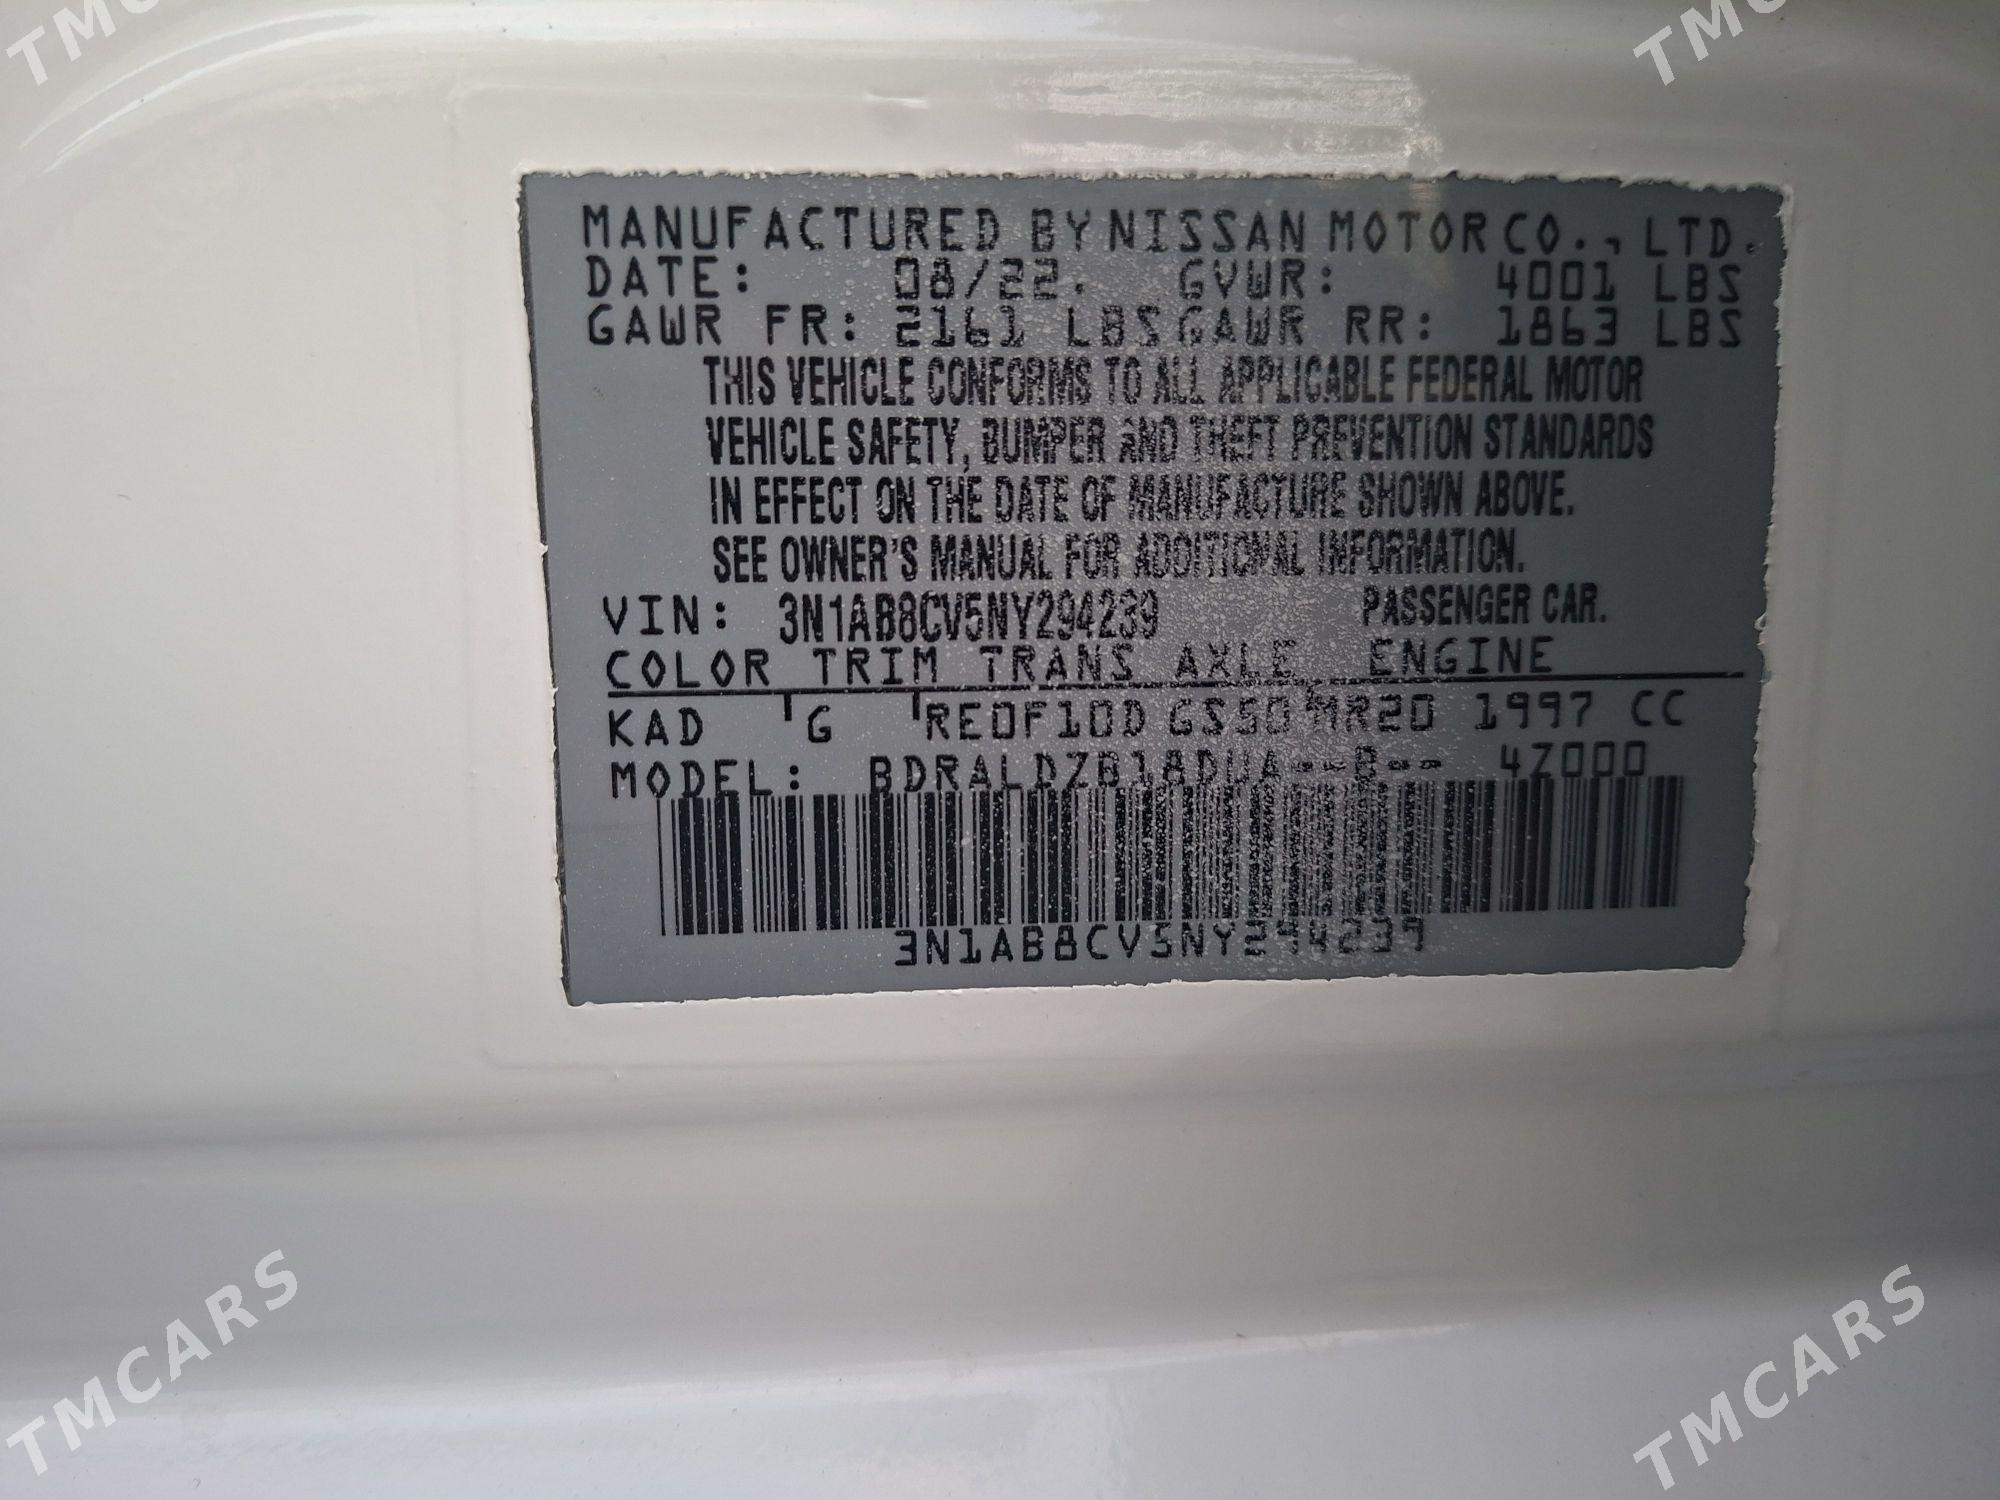 TMCARS
TMCARS
MANUFACTURED BY NISSAN MOTOR CO., LTD.
DATE: 08/22. GVWR: 4001 LBS
GAWR FR: 2161 LBS GAWR RR: 1863 LBS
THIS VEHICLE CONFORMS TO ALL APPLICABLE FEDERAL MOTOR
VEHICLE SAFETY, BUMPER AND THEFT PREVENTION STANDARDS
IN EFFECT ON THE DATE OF MANUFACTURE SHOWN ABOVE.
SEE OWNER'S MANUAL FOR ADDITIONAL INFORMATION.
VIN: 3N1AB8CV5NY294239 PASSENGER CAR.
COLOR TRIM TRANS AXLE ENGINE
KAD G RE0F10D GS50 MR20 1997 CC
MODEL: BDRALDZB18DUA--B-- 4Z000
3N1AB8CV5NY294239
TMCARS
TMCARS